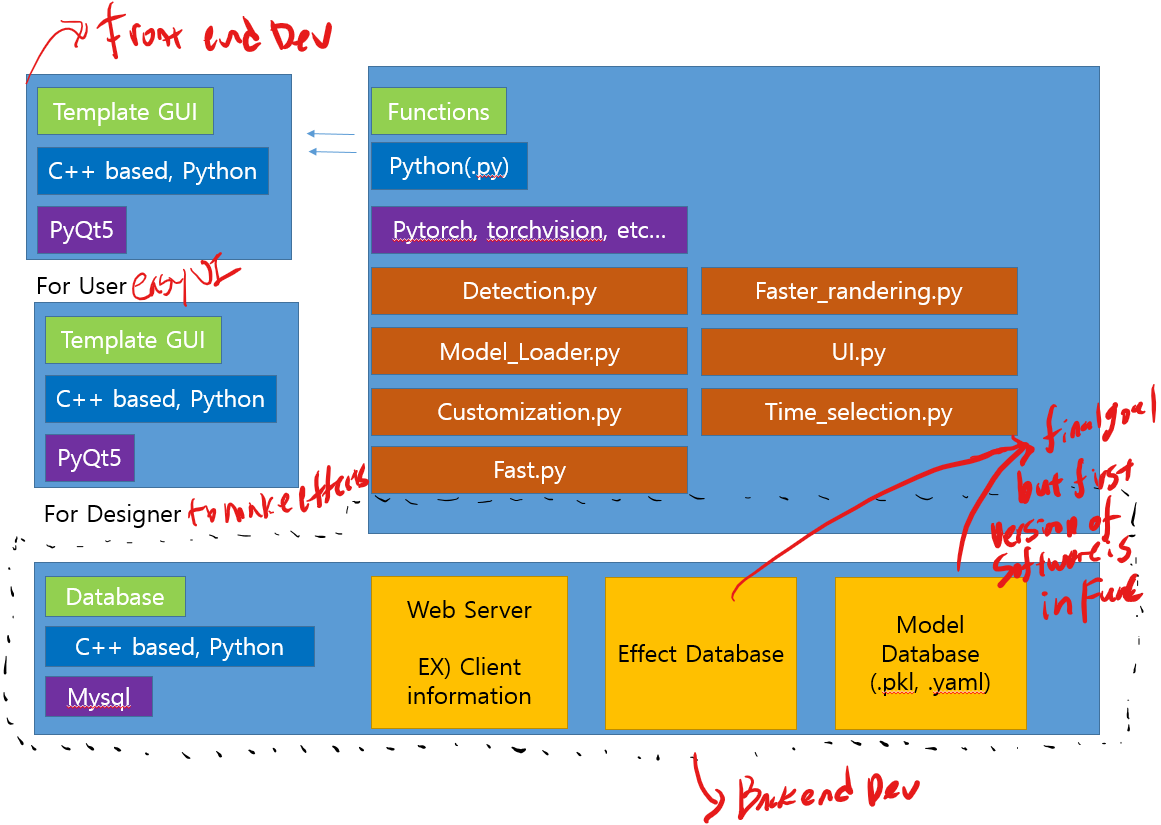 Front end Dev
Template GUI
C++ based, Python
PyQt5
For User easy UI
Template GUI
C++ based, Python
PyQt5
For Designer to make effects
Functions
Python(.py)
Pytorch, torchvision, etc...
Detection.py
Faster_randering.py
Model_Loader.py
UI.py
Customization.py
Time_selection.py
Fast.py
final goal
but first
version of
Software is
in Func
Database
C++ based, Python
Mysql
Web Server
EX) Client
information
Effect Database
Model
Database
(.pkl, .yaml)
Backend Dev